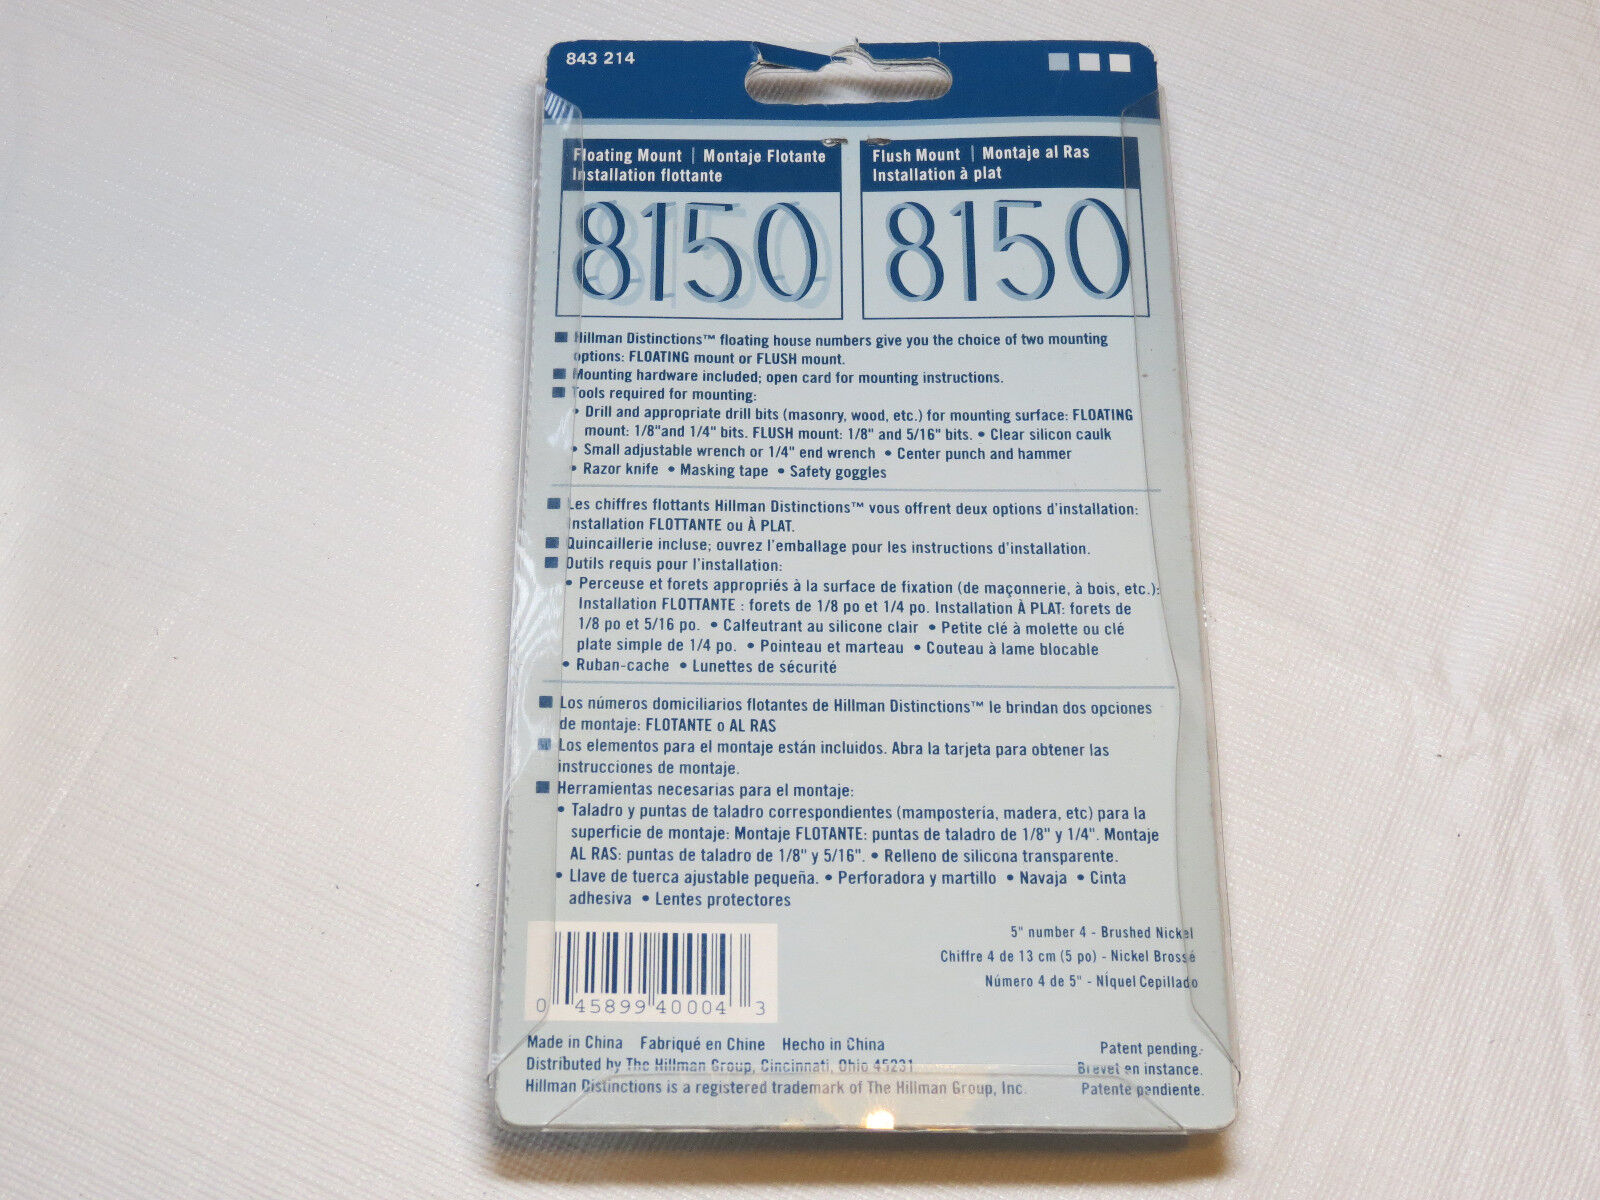 843 214
Floating Mount | Montaje Flotante
Installation flottante
8150
Flush Mount | Montaje al Ras
Installation à plat
8150
Hillman Distinctions™ floating house numbers give you the choice of two mounting
options: FLOATING mount or FLUSH mount.
Mounting hardware included; open card for mounting instructions.
Tools required for mounting:
• Drill and appropriate drill bits (masonry, wood, etc.) for mounting surface: FLOATING
mount: 1/8"and 1/4" bits. FLUSH mount: 1/8" and 5/16" bits. • Clear silicon caulk
• Small adjustable wrench or 1/4" end wrench • Center punch and hammer
• Razor knife • Masking tape • Safety goggles
Les chiffres flottants Hillman Distinctions™ vous offrent deux options d'installation:
Installation FLOTTANTE ou À PLAT.
Quincaillerie incluse; ouvrez l'emballage pour les instructions d'installation.
Outils requis pour l'installation:
• Perceuse et forets appropriés à la surface de fixation (de maçonnerie, à bois, etc.):
Installation FLOTTANTE : forets de 1/8 po et 1/4 po. Installation À PLAT: forets de
1/8 po et 5/16 po. • Calfeutrant au silicone clair • Petite clé à molette ou clé
plate simple de 1/4 po. • Pointeau et marteau • Couteau à lame blocable
• Ruban-cache • Lunettes de sécurité
Los números domiciliarios flotantes de Hillman Distinctions™ le brindan dos opciones
de montaje: FLOTANTE o AL RAS
Los elementos para el montaje están incluidos. Abra la tarjeta para obtener las
instrucciones de montaje.
Herramientas necesarias para el montaje:
• Taladro y puntas de taladro correspondientes (mampostería, madera, etc) para la
superficie de montaje: Montaje FLOTANTE: puntas de taladro de 1/8" y 1/4". Montaje
AL RAS: puntas de taladro de 1/8" y 5/16". • Relleno de silicona transparente.
• Llave de tuerca ajustable pequeña. • Perforadora y martillo • Navaja • Cinta
adhesiva • Lentes protectores
5" number 4 - Brushed Nickel
Chiffre 4 de 13 cm (5 po) - Nickel Brossé
Número 4 de 5" - Níquel Cepillado
0 45899 40004 3
Made in China Fabriqué en Chine Hecho in China
Distributed by The Hillman Group, Cincinnati, Ohio 45231
Hillman Distinctions is a registered trademark of The Hillman Group, Inc.
Patent pending.
Brevet en instance.
Patente pendiente.